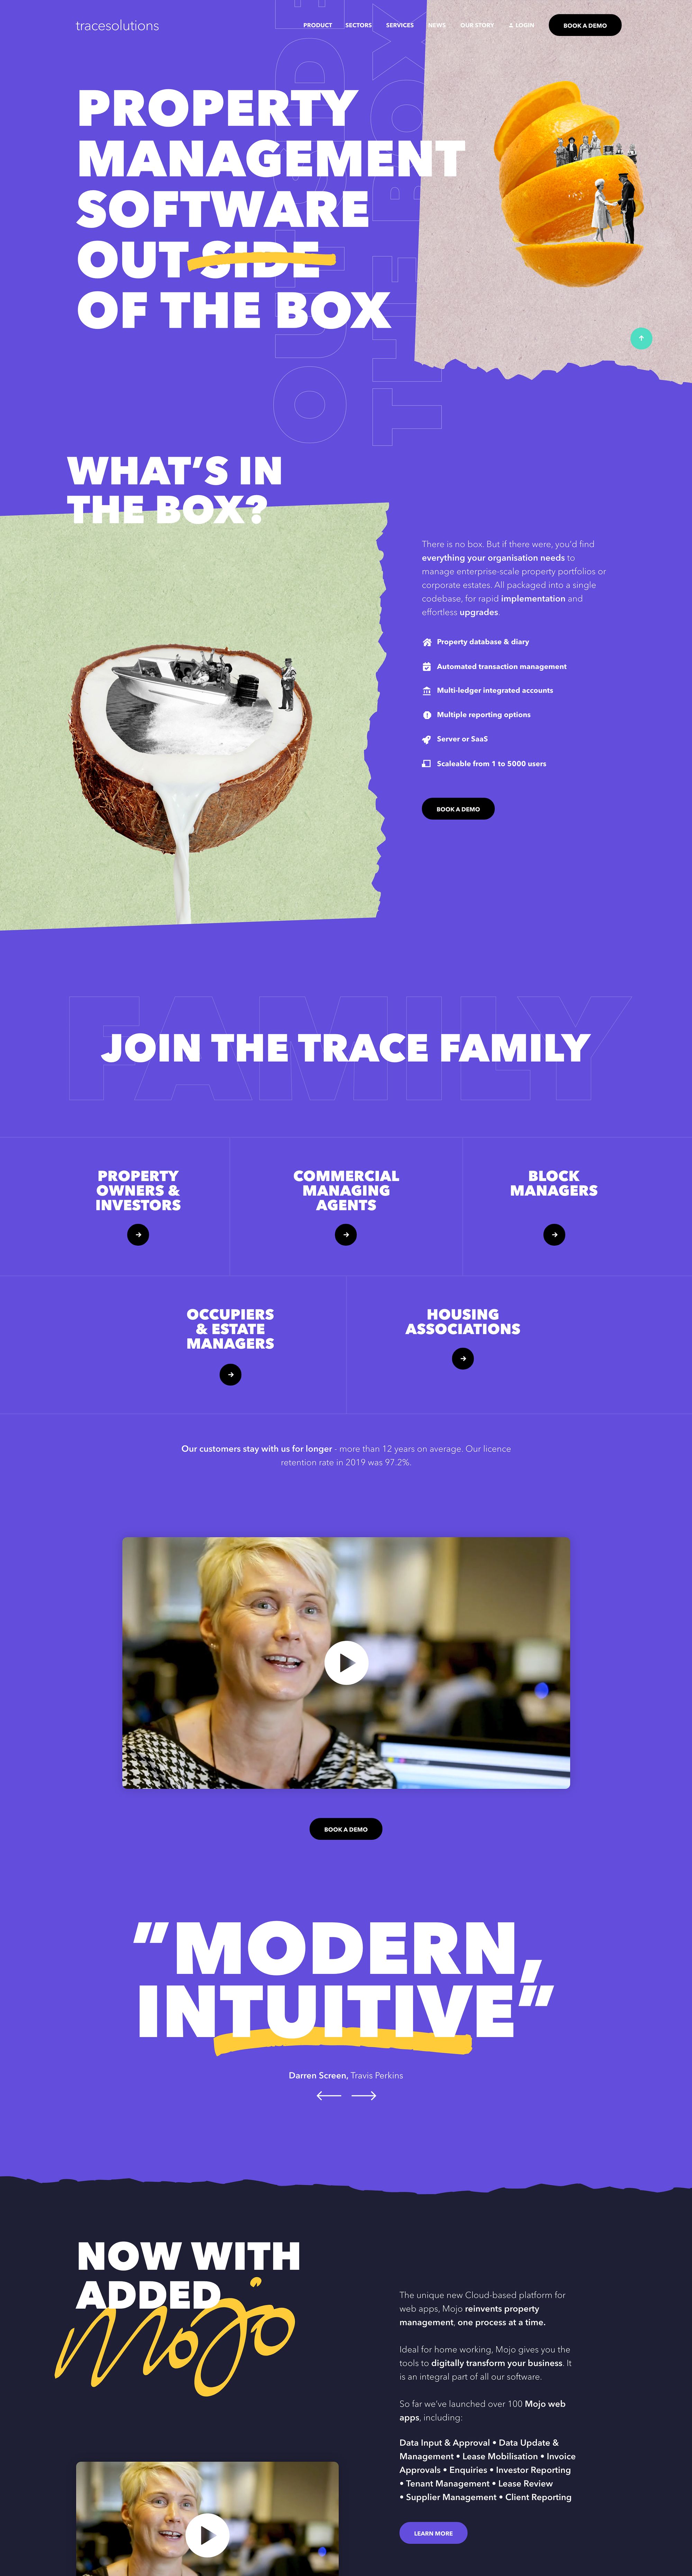 tracesolutions
PRODUCT SECTORS SERVICES NEWS OUR STORY LOGIN BOOK A DEMO
OUTSIDE
THE BOX
PROPERTY
MANAGEMENT
SOFTWARE
OUT SIDE
OF THE BOX
WHAT'S IN
THE BOX?
There is no box. But if there were, you'd find
everything your organisation needs to
manage enterprise-scale property portfolios or
corporate estates. All packaged into a single
codebase, for rapid implementation and
effortless upgrades.
Property database & diary
Automated transaction management
Multi-ledger integrated accounts
Multiple reporting options
Server or SaaS
Scaleable from 1 to 5000 users
BOOK A DEMO
FAMILY
JOIN THE TRACE FAMILY
PROPERTY
OWNERS &
INVESTORS
COMMERCIAL
MANAGING
AGENTS
BLOCK
MANAGERS
OCCUPIERS
& ESTATE
MANAGERS
HOUSING
ASSOCIATIONS
Our customers stay with us for longer - more than 12 years on average. Our licence
retention rate in 2019 was 97.2%.
BOOK A DEMO
"MODERN,
INTUITIVE"
Darren Screen, Travis Perkins
NOW WITH
ADDED
Mojo
The unique new Cloud-based platform for
web apps, Mojo reinvents property
management, one process at a time.
Ideal for home working, Mojo gives you the
tools to digitally transform your business. It
is an integral part of all our software.
So far we've launched over 100 Mojo web
apps, including:
Data Input & Approval • Data Update &
Management • Lease Mobilisation • Invoice
Approvals • Enquiries • Investor Reporting
• Tenant Management • Lease Review
• Supplier Management • Client Reporting
LEARN MORE